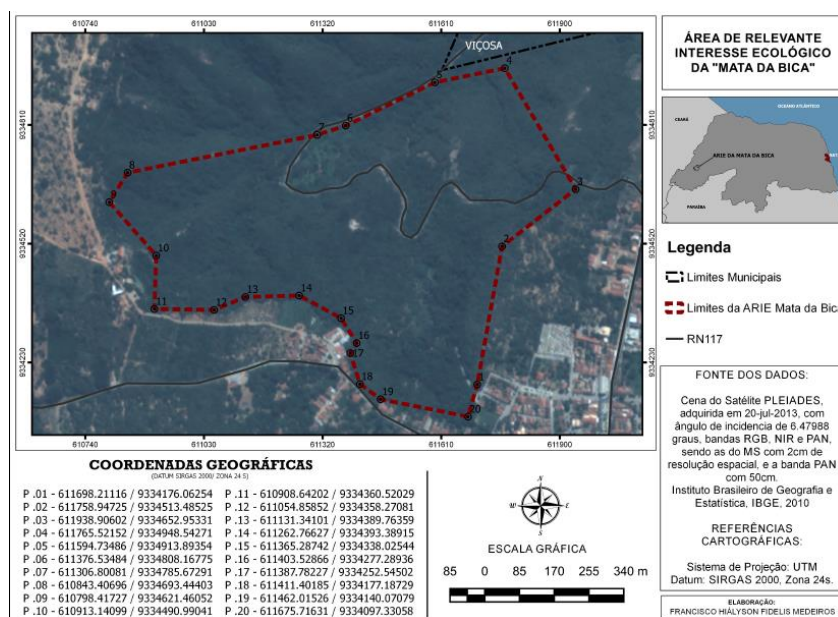 610740 611030 611320 611610 611900
9334810
9334520
9334230
9334810
9334520
9334230
610740 611030 611320 611610 611900
VIÇOSA
4
5
6
7
8
3
9
2
10
11
12
13
14
15
16
17
18
19
20
ÁREA DE RELEVANTE
INTERESSE ECOLÓGICO
DA "MATA DA BICA"
OCEANO ATLÂNTICO
CEARÁ
ARIE DA MATA DA BICA
PARAÍBA
Legenda
Limites Municipais
Limites da ARIE Mata da Bica
RN117
FONTE DOS DADOS:
Cena do Satélite PLEIADES,
adquirida em 20-jul-2013, com
ângulo de incidencia de 6.47988
graus, bandas RGB, NIR e PAN,
sendo as do MS com 2cm de
resolução espacial, e a banda PAN
com 50cm.
Instituto Brasileiro de Geografia e
Estatística, IBGE, 2010
REFERÊNCIAS
CARTOGRÁFICAS:
Sistema de Projeção: UTM
Datum: SIRGAS 2000, Zona 24s.
ELABORAÇÃO:
FRANCISCO HIÁLYSON FIDELIS MEDEIROS
COORDENADAS GEOGRÁFICAS
(DATUM SIRGAS 2000/ ZONA 24 S)
P .01 - 611698.21116 / 9334176.06254 P .11 - 610908.64202 / 9334360.52029
P .02 - 611758.94725 / 9334513.48525 P .12 - 611054.85852 / 9334358.27081
P .03 - 611938.90602 / 9334652.95331 P .13 - 611131.34101 / 9334389.76359
P .04 - 611765.52152 / 9334948.54271 P .14 - 611262.76627 / 9334393.38915
P .05 - 611594.73486 / 9334913.89354 P .15 - 611365.28742 / 9334338.02544
P .06 - 611376.53484 / 9334808.16775 P .16 - 611403.52866 / 9334277.28936
P .07 - 611306.80081 / 9334785.67291 P .17 - 611387.78227 / 9334252.54502
P .08 - 610843.40696 / 9334693.44403 P .18 - 611411.40185 / 9334177.18729
P .09 - 610798.41727 / 9334621.46052 P .19 - 611462.01526 / 9334140.07079
P .10 - 610913.14099 / 9334490.99041 P .20 - 611675.71631 / 9334097.33058
N
W E
S
ESCALA GRÁFICA
85 0 85 170 255 340 m